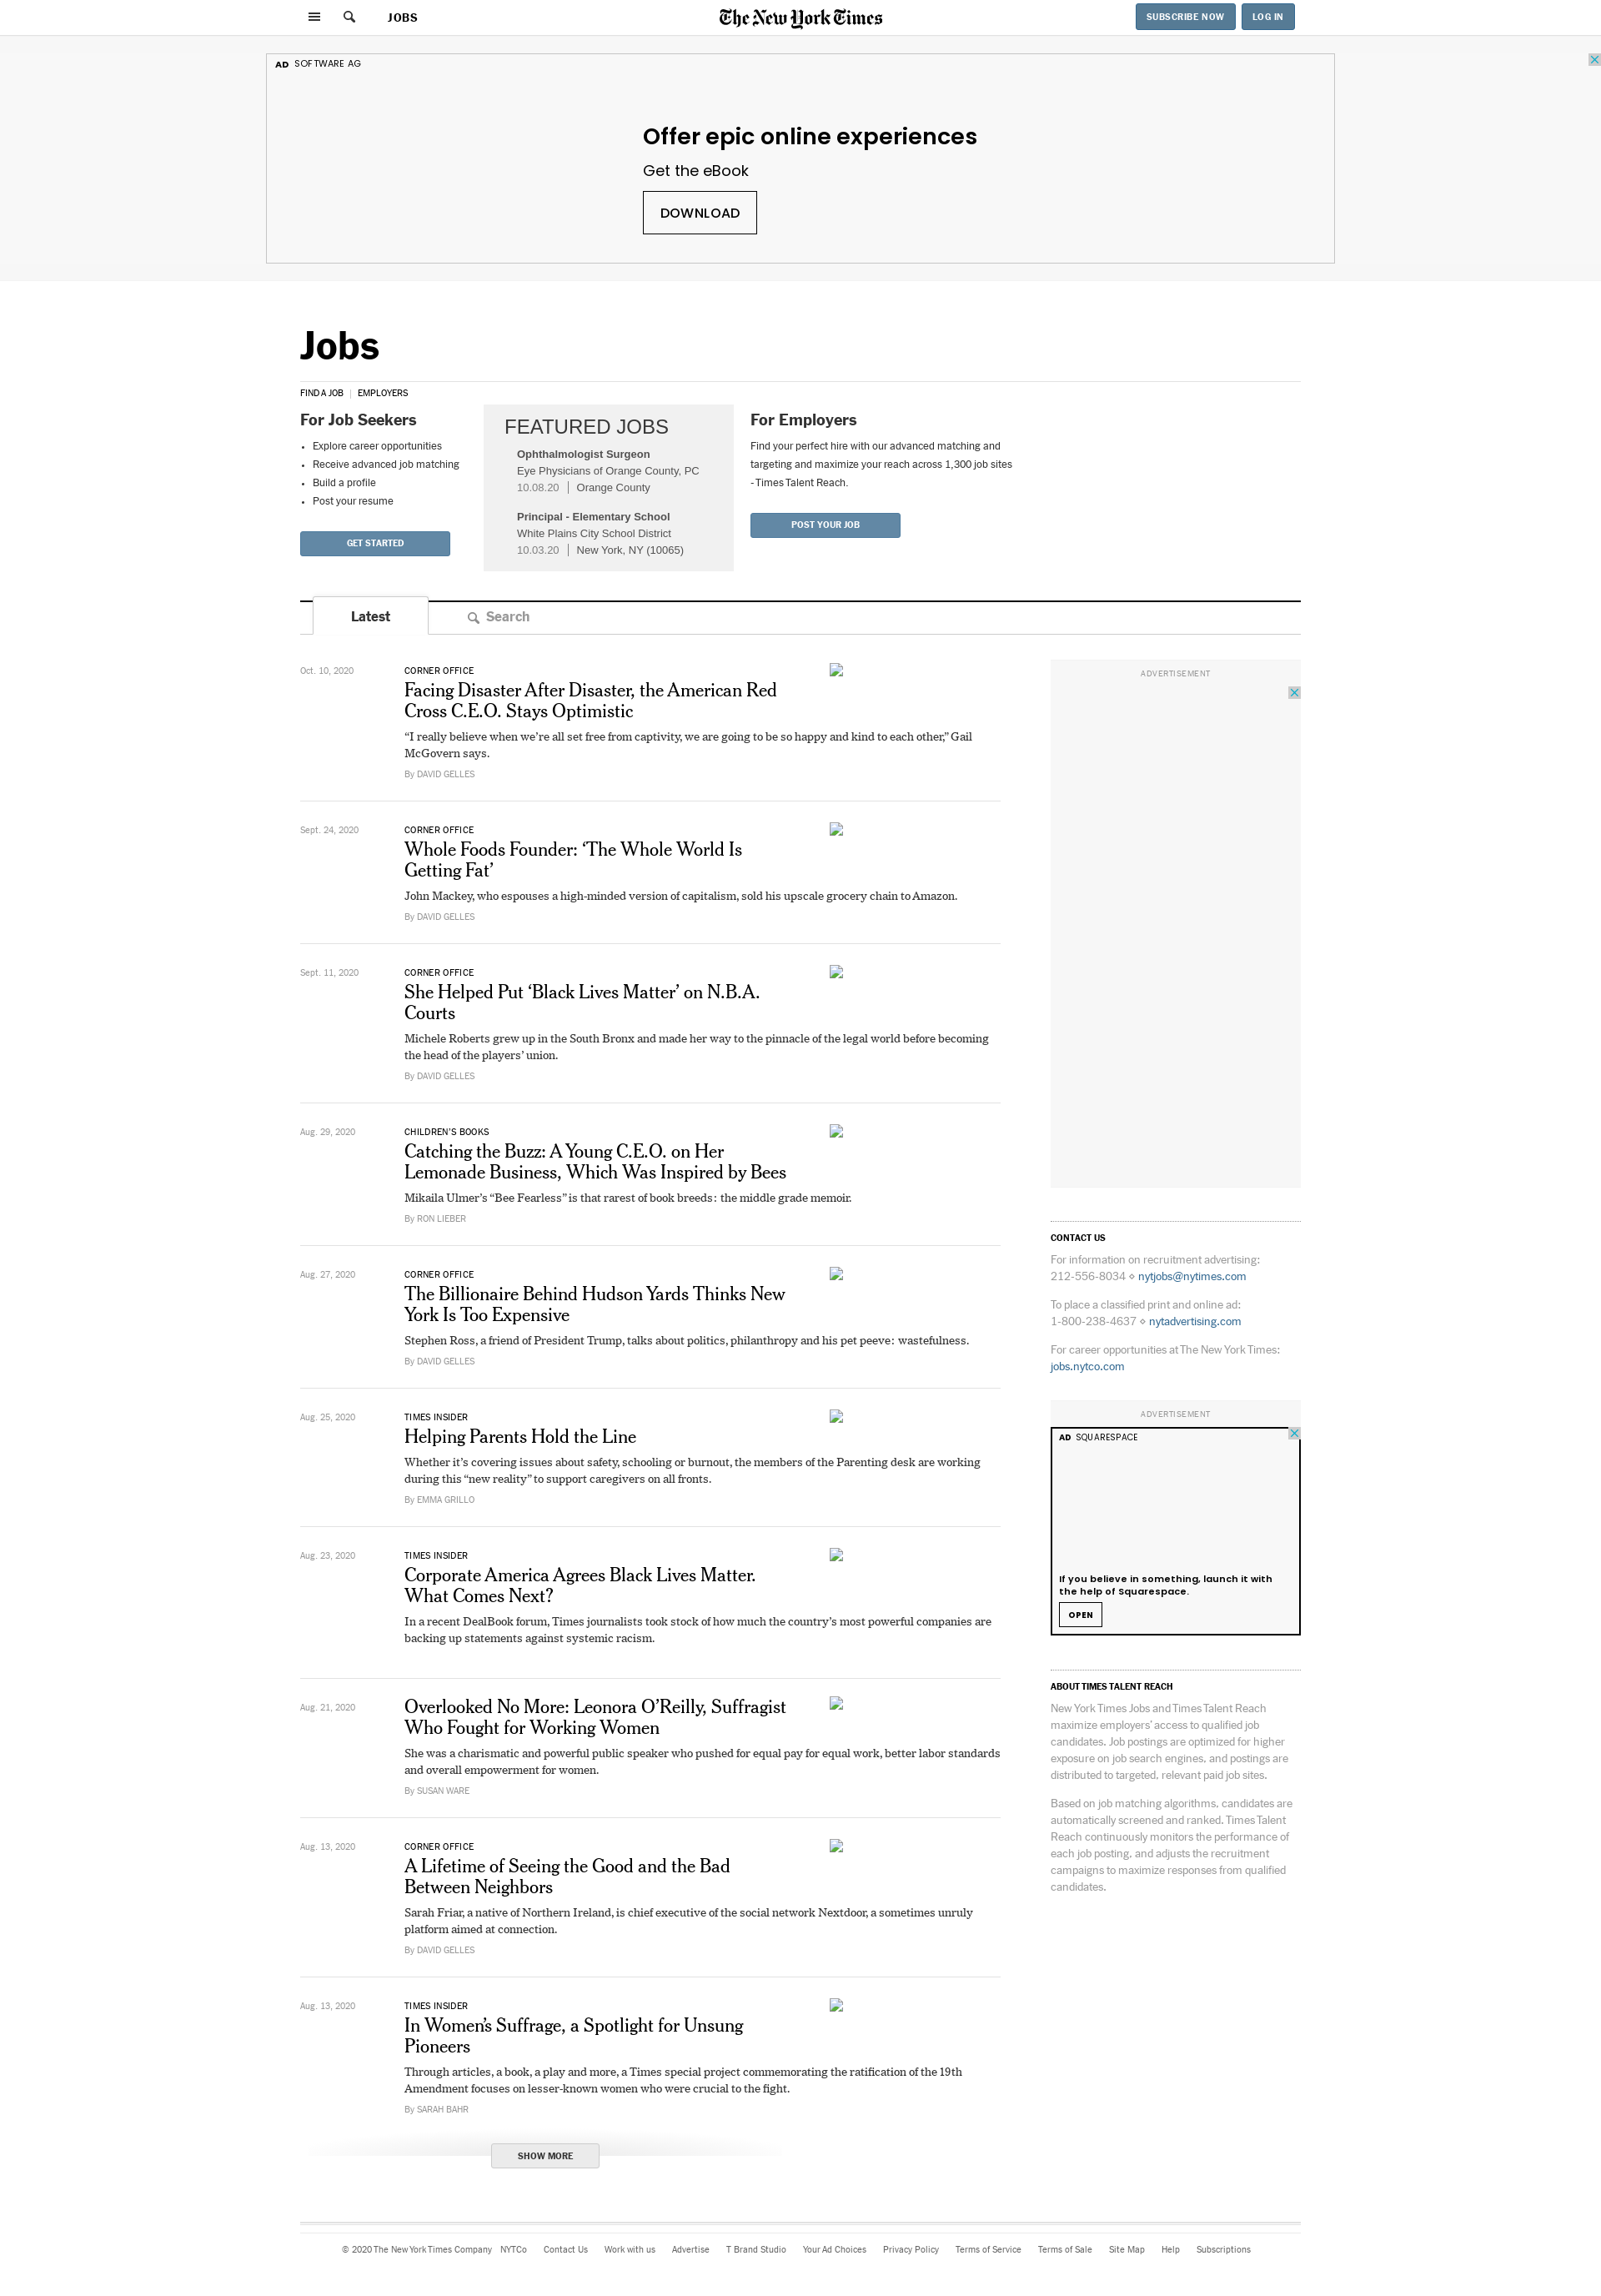 JOBS
The New York Times
SUBSCRIBE NOW
LOG IN
AD SOFTWARE AG
Offer epic online experiences
Get the eBook
DOWNLOAD
Jobs
FIND A JOB
EMPLOYERS
For Job Seekers
• Explore career opportunities
• Receive advanced job matching
• Build a profile
• Post your resume
GET STARTED
FEATURED JOBS
Ophthalmologist Surgeon
Eye Physicians of Orange County, PC
10.08.20 | Orange County
Principal - Elementary School
White Plains City School District
10.03.20 | New York, NY (10065)
For Employers
Find your perfect hire with our advanced matching and
targeting and maximize your reach across 1,300 job sites
- Times Talent Reach.
POST YOUR JOB
Latest
Search
Oct. 10, 2020
CORNER OFFICE
Facing Disaster After Disaster, the American Red
Cross C.E.O. Stays Optimistic
“I really believe when we’re all set free from captivity, we are going to be so happy and kind to each other,” Gail
McGovern says.
By DAVID GELLES
Sept. 24, 2020
CORNER OFFICE
Whole Foods Founder: ‘The Whole World Is
Getting Fat’
John Mackey, who espouses a high-minded version of capitalism, sold his upscale grocery chain to Amazon.
By DAVID GELLES
Sept. 11, 2020
CORNER OFFICE
She Helped Put ‘Black Lives Matter’ on N.B.A.
Courts
Michele Roberts grew up in the South Bronx and made her way to the pinnacle of the legal world before becoming
the head of the players’ union.
By DAVID GELLES
Aug. 29, 2020
CHILDREN’S BOOKS
Catching the Buzz: A Young C.E.O. on Her
Lemonade Business, Which Was Inspired by Bees
Mikaila Ulmer’s “Bee Fearless” is that rarest of book breeds: the middle grade memoir.
By RON LIEBER
Aug. 27, 2020
CORNER OFFICE
The Billionaire Behind Hudson Yards Thinks New
York Is Too Expensive
Stephen Ross, a friend of President Trump, talks about politics, philanthropy and his pet peeve: wastefulness.
By DAVID GELLES
Aug. 25, 2020
TIMES INSIDER
Helping Parents Hold the Line
Whether it’s covering issues about safety, schooling or burnout, the members of the Parenting desk are working
during this “new reality” to support caregivers on all fronts.
By EMMA GRILLO
Aug. 23, 2020
TIMES INSIDER
Corporate America Agrees Black Lives Matter.
What Comes Next?
In a recent DealBook forum, Times journalists took stock of how much the country’s most powerful companies are
backing up statements against systemic racism.
Aug. 21, 2020
Overlooked No More: Leonora O’Reilly, Suffragist
Who Fought for Working Women
She was a charismatic and powerful public speaker who pushed for equal pay for equal work, better labor standards
and overall empowerment for women.
By SUSAN WARE
Aug. 13, 2020
CORNER OFFICE
A Lifetime of Seeing the Good and the Bad
Between Neighbors
Sarah Friar, a native of Northern Ireland, is chief executive of the social network Nextdoor, a sometimes unruly
platform aimed at connection.
By DAVID GELLES
Aug. 13, 2020
TIMES INSIDER
In Women’s Suffrage, a Spotlight for Unsung
Pioneers
Through articles, a book, a play and more, a Times special project commemorating the ratification of the 19th
Amendment focuses on lesser-known women who were crucial to the fight.
By SARAH BAHR
SHOW MORE
ADVERTISEMENT
CONTACT US
For information on recruitment advertising:
212-556-8034 ⋄ nytjobs@nytimes.com
To place a classified print and online ad:
1-800-238-4637 ⋄ nytadvertising.com
For career opportunities at The New York Times:
jobs.nytco.com
ADVERTISEMENT
AD SQUARESPACE
If you believe in something, launch it with
the help of Squarespace.
OPEN
ABOUT TIMES TALENT REACH
New York Times Jobs and Times Talent Reach
maximize employers’ access to qualified job
candidates. Job postings are optimized for higher
exposure on job search engines, and postings are
distributed to targeted, relevant paid job sites.
Based on job matching algorithms, candidates are
automatically screened and ranked. Times Talent
Reach continuously monitors the performance of
each job posting, and adjusts the recruitment
campaigns to maximize responses from qualified
candidates.
© 2020 The New York Times Company NYTCo Contact Us Work with us Advertise T Brand Studio Your Ad Choices Privacy Policy Terms of Service Terms of Sale Site Map Help Subscriptions